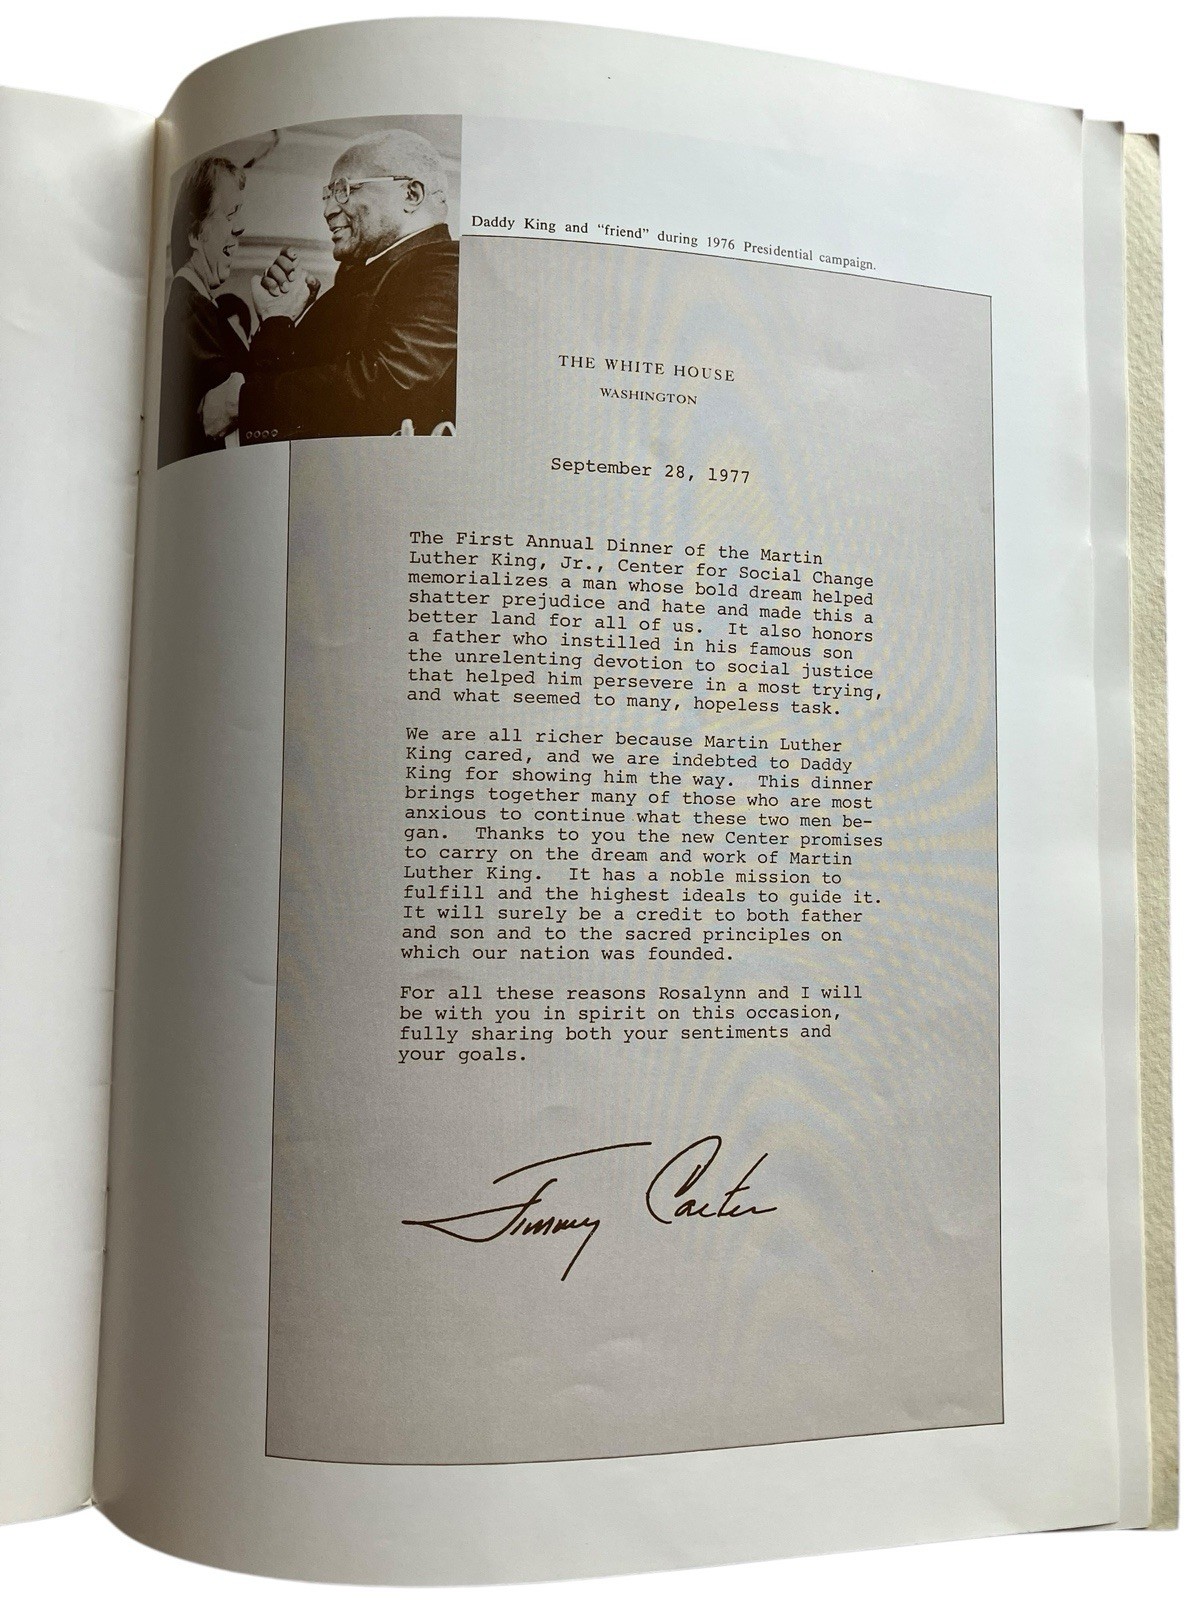 Daddy King and “friend” during 1976 Presidential campaign.
THE WHITE HOUSE
WASHINGTON
September 28, 1977
The First Annual Dinner of the Martin
Luther King, Jr., Center for Social Change
memorializes a man whose bold dream helped
shatter prejudice and hate and made this a
better land for all of us. It also honors
a father who instilled in his famous son
the unrelenting devotion to social justice
that helped him persevere in a most trying,
and what seemed to many, hopeless task.
We are all richer because Martin Luther
King cared, and we are indebted to Daddy
King for showing him the way. This dinner
brings together many of those who are most
anxious to continue what these two men be-
gan. Thanks to you the new Center promises
to carry on the dream and work of Martin
Luther King. It has a noble mission to
fulfill and the highest ideals to guide it.
It will surely be a credit to both father
and son and to the sacred principles on
which our nation was founded.
For all these reasons Rosalynn and I will
be with you in spirit on this occasion,
fully sharing both your sentiments and
your goals.
Jimmy Carter